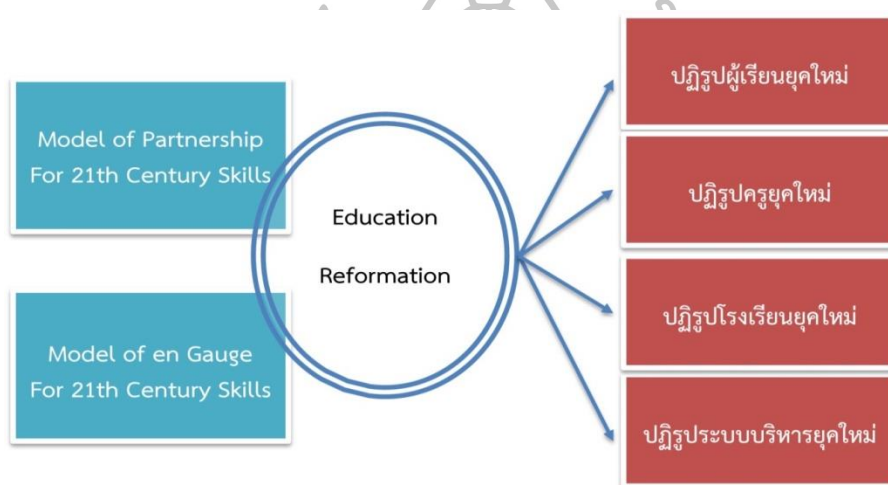 Model of Partnership
For 21th Century Skills
Model of en Gauge
For 21th Century Skills
Education
Reformation
ปฏิรูปผู้เรียนยุคใหม่
ปฏิรูปครูยุคใหม่
ปฏิรูปโรงเรียนยุคใหม่
ปฏิรูประบบบริหารยุคใหม่